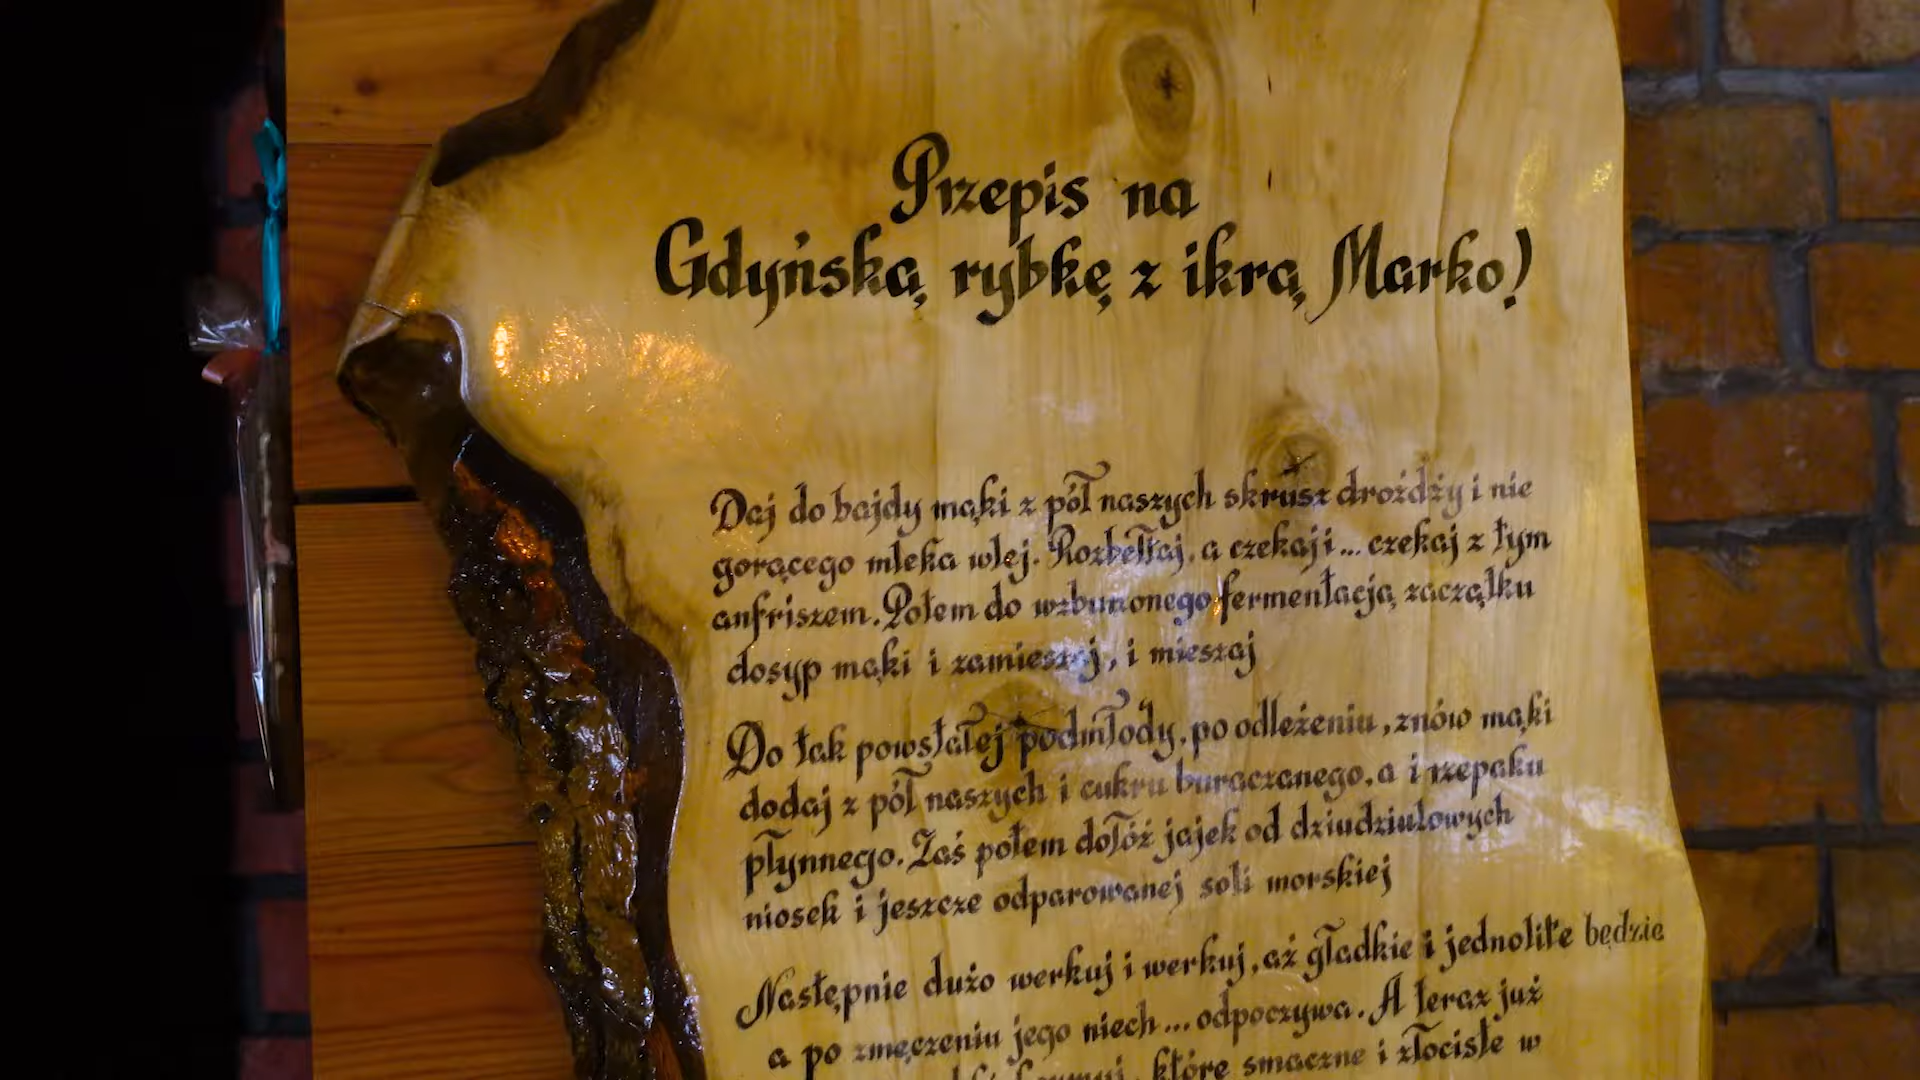 Przepis na
Gdyńską rybkę z ikrą Marko!
Daj do bajdy mąki z pól naszych skrusz drożdży i nie
gorącego mleka wlej. Rozbełtaj, a czekaj i... czekaj z tym
anfriszem. Potem do wzburzonego fermentacją zaczątku
dosyp mąki i zamieszaj, i mieszaj
Do tak powstałej podmłody, po odleżeniu, znów mąki
dodaj z pól naszych i cukru buraczanego, a i rzepaku
płynnego. Zaś potem dołóż jajek od dziudziulowych
niosek i jeszcze odparowanej soli morskiej
Następnie dużo werkuj i werkuj, aż gładkie i jednolite będzie
a po zmęczeniu jego niech... odpoczywa. A teraz już
które smaczne i złociste w